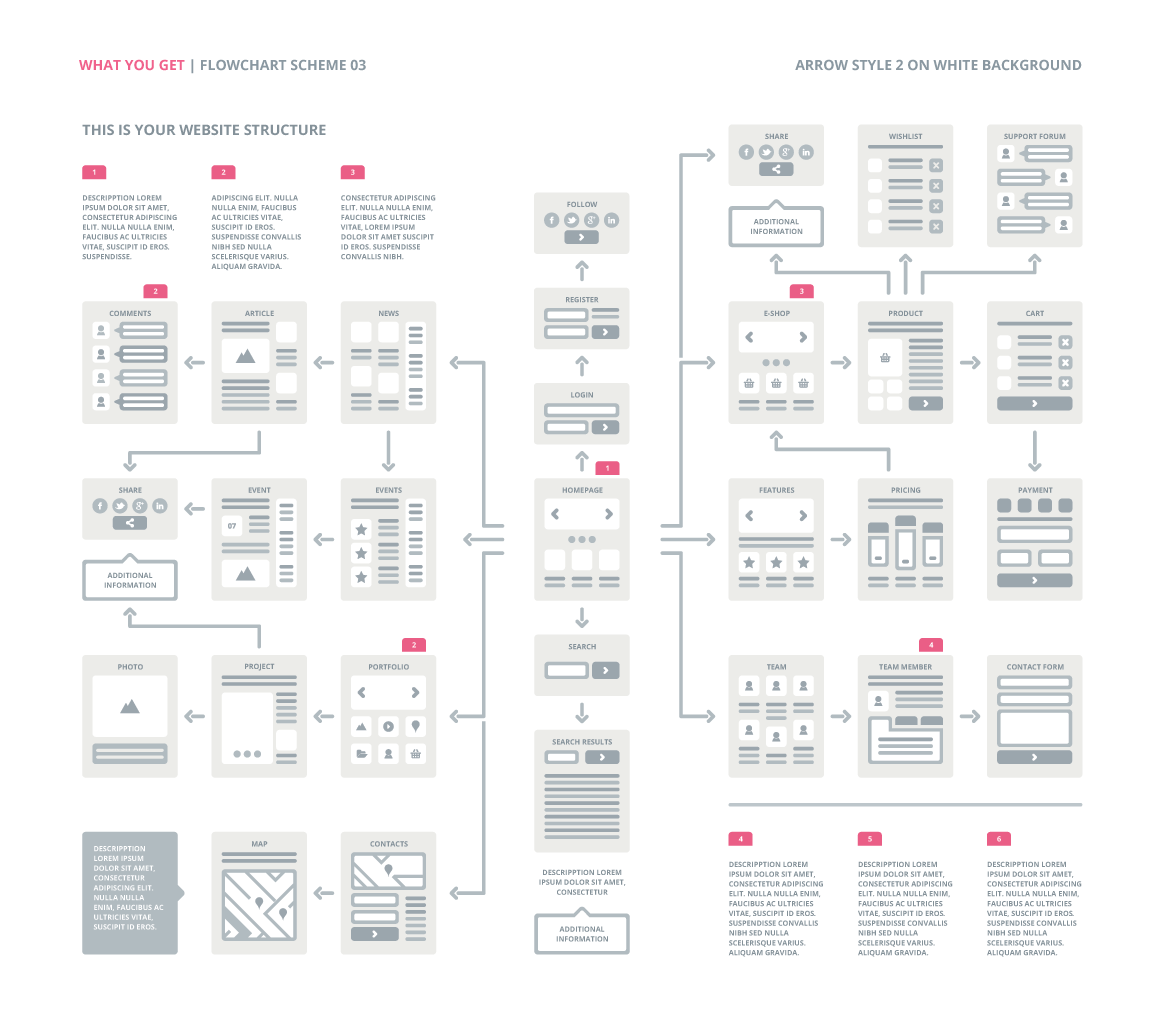 WHAT YOU GET | FLOWCHART SCHEME 03
ARROW STYLE 2 ON WHITE BACKGROUND
THIS IS YOUR WEBSITE STRUCTURE
1
DESCRIPPTION LOREM
IPSUM DOLOR SIT AMET,
CONSECTETUR ADIPISCING
ELIT. NULLA NULLA ENIM,
FAUCIBUS AC ULTRICIES
VITAE, SUSCIPIT ID EROS.
SUSPENDISSE.
2
ADIPISCING ELIT. NULLA
NULLA ENIM, FAUCIBUS
AC ULTRICIES VITAE,
SUSCIPIT ID EROS.
SUSPENDISSE CONVALLIS
NIBH SED NULLA
SCELERISQUE VARIUS.
ALIQUAM GRAVIDA.
3
CONSECTETUR ADIPISCING
ELIT. NULLA NULLA ENIM,
FAUCIBUS AC ULTRICIES
VITAE, LOREM IPSUM
DOLOR SIT AMET SUSCIPIT
ID EROS. SUSPENDISSE
CONVALLIS NIBH.
2
COMMENTS
ARTICLE
NEWS
SHARE
f
g+
in
EVENT
07
EVENTS
ADDITIONAL
INFORMATION
2
PHOTO
PROJECT
PORTFOLIO
DESCRIPPTION
LOREM IPSUM
DOLOR SIT AMET,
CONSECTETUR
ADIPISCING ELIT.
NULLA NULLA
ENIM, FAUCIBUS AC
ULTRICIES VITAE,
SUSCIPIT ID EROS.
MAP
CONTACTS
FOLLOW
f
g+
in
REGISTER
LOGIN
1
HOMEPAGE
SEARCH
SEARCH RESULTS
DESCRIPPTION LOREM
IPSUM DOLOR SIT AMET,
CONSECTETUR
ADDITIONAL
INFORMATION
SHARE
f
g+
in
WISHLIST
SUPPORT FORUM
ADDITIONAL
INFORMATION
3
E-SHOP
PRODUCT
CART
FEATURES
PRICING
PAYMENT
4
TEAM
TEAM MEMBER
CONTACT FORM
4
DESCRIPPTION LOREM
IPSUM DOLOR SIT AMET,
CONSECTETUR ADIPISCING
ELIT. NULLA NULLA ENIM,
FAUCIBUS AC ULTRICIES
VITAE, SUSCIPIT ID EROS.
SUSPENDISSE CONVALLIS
NIBH SED NULLA
SCELERISQUE VARIUS.
ALIQUAM GRAVIDA.
5
DESCRIPPTION LOREM
IPSUM DOLOR SIT AMET,
CONSECTETUR ADIPISCING
ELIT. NULLA NULLA ENIM,
FAUCIBUS AC ULTRICIES
VITAE, SUSCIPIT ID EROS.
SUSPENDISSE CONVALLIS
NIBH SED NULLA
SCELERISQUE VARIUS.
ALIQUAM GRAVIDA.
6
DESCRIPPTION LOREM
IPSUM DOLOR SIT AMET,
CONSECTETUR ADIPISCING
ELIT. NULLA NULLA ENIM,
FAUCIBUS AC ULTRICIES
VITAE, SUSCIPIT ID EROS.
SUSPENDISSE CONVALLIS
NIBH SED NULLA
SCELERISQUE VARIUS.
ALIQUAM GRAVIDA.